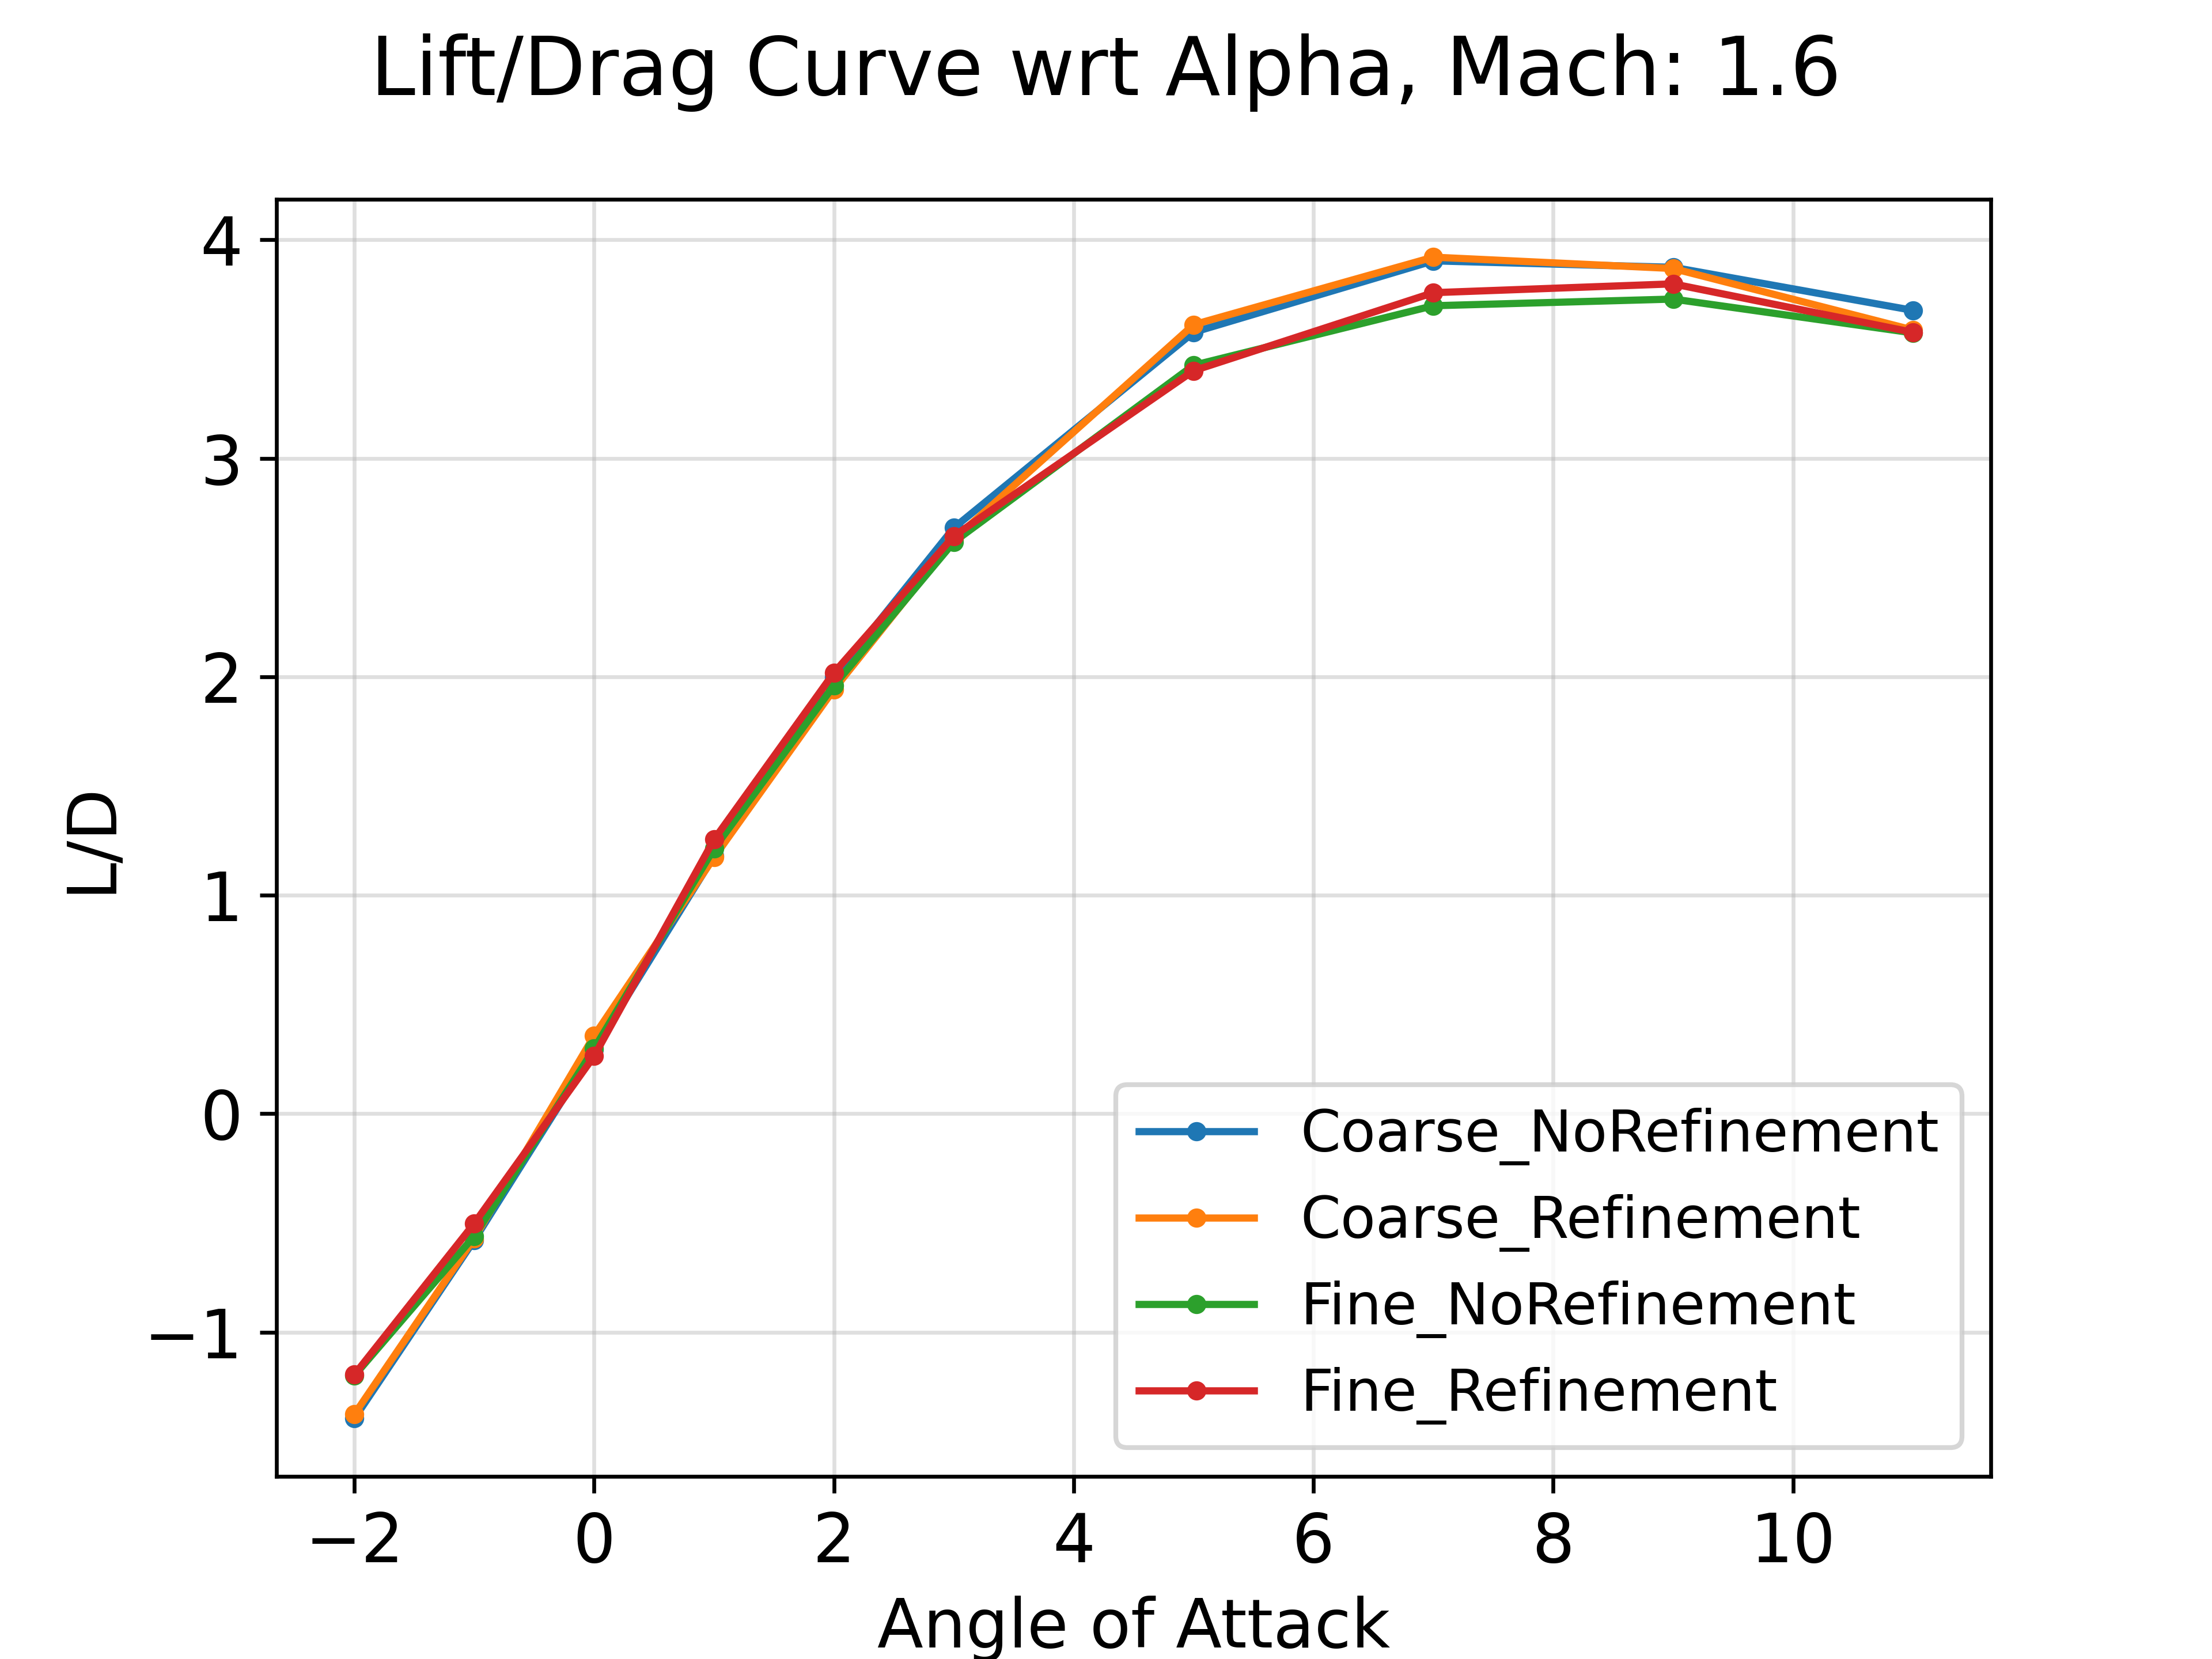 Lift/Drag Curve wrt Alpha, Mach: 1.6
4
3
2
1
0
−1
L/D
Coarse_NoRefinement
Coarse_Refinement
Fine_NoRefinement
Fine_Refinement
−2 0 2 4 6 8 10
Angle of Attack